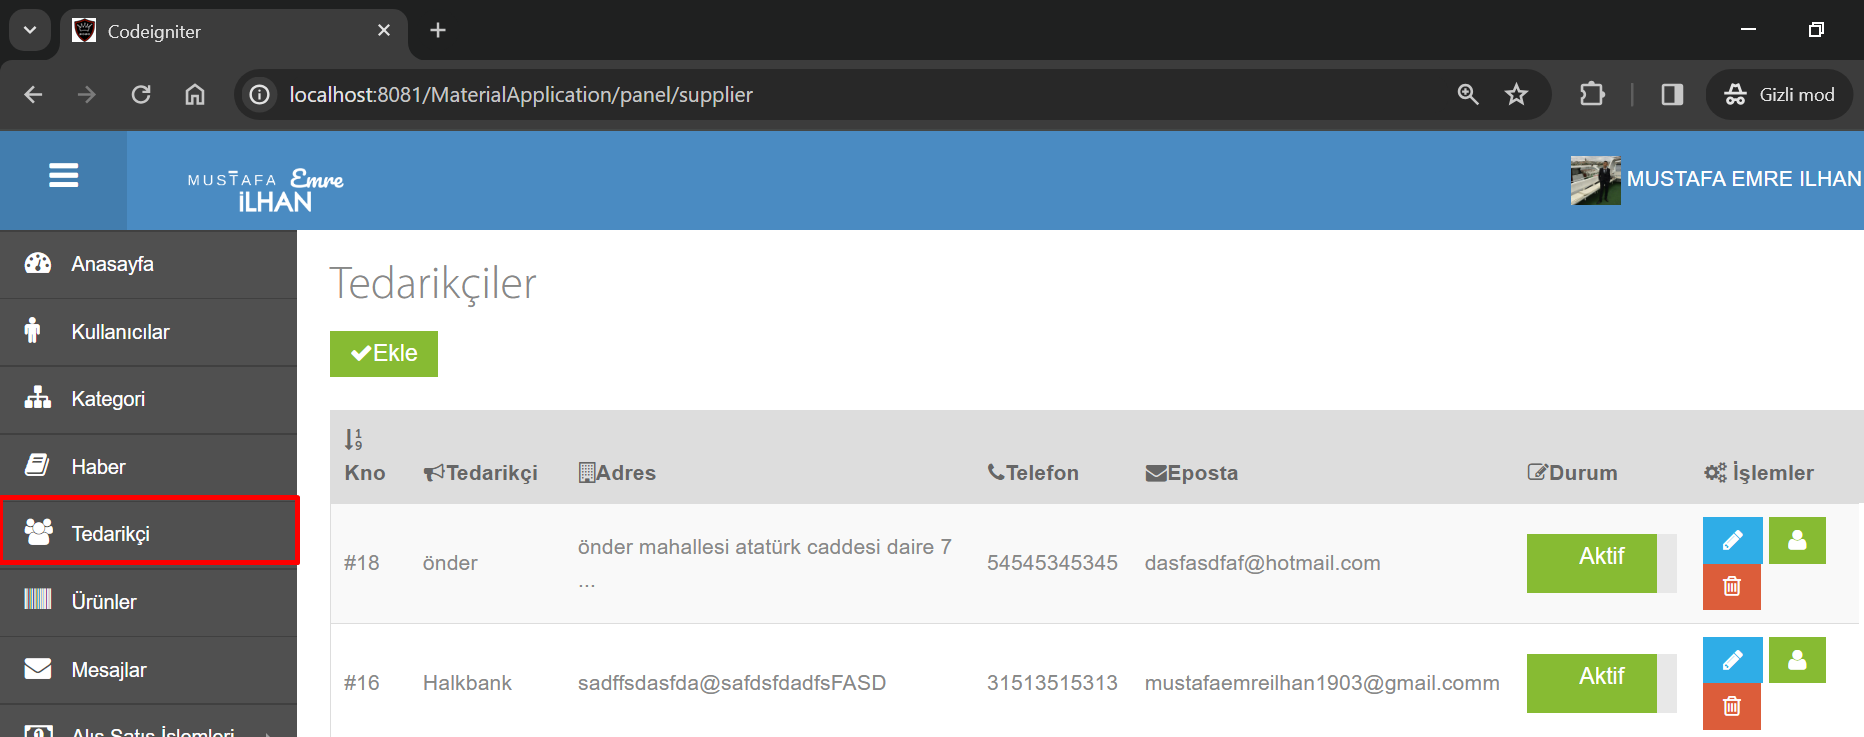 Codeigniter
localhost:8081/MaterialApplication/panel/supplier
Gizli mod
MUSTAFA Emre
İLHAN
MUSTAFA EMRE ILHAN
Anasayfa
Kullanıcılar
Kategori
Haber
Tedarikçi
Ürünler
Mesajlar
Alış Satış İşlemleri
Tedarikçiler
Ekle
Kno Tedarikçi Adres Telefon Eposta Durum İşlemler
#18 önder önder mahallesi atatürk caddesi daire 7 54545345345 dasfasdfaf@hotmail.com Aktif
...
#16 Halkbank sadffsdasfda@safdsfdadfsFASD 31513515313 mustafaemreilhan1903@gmail.comm Aktif